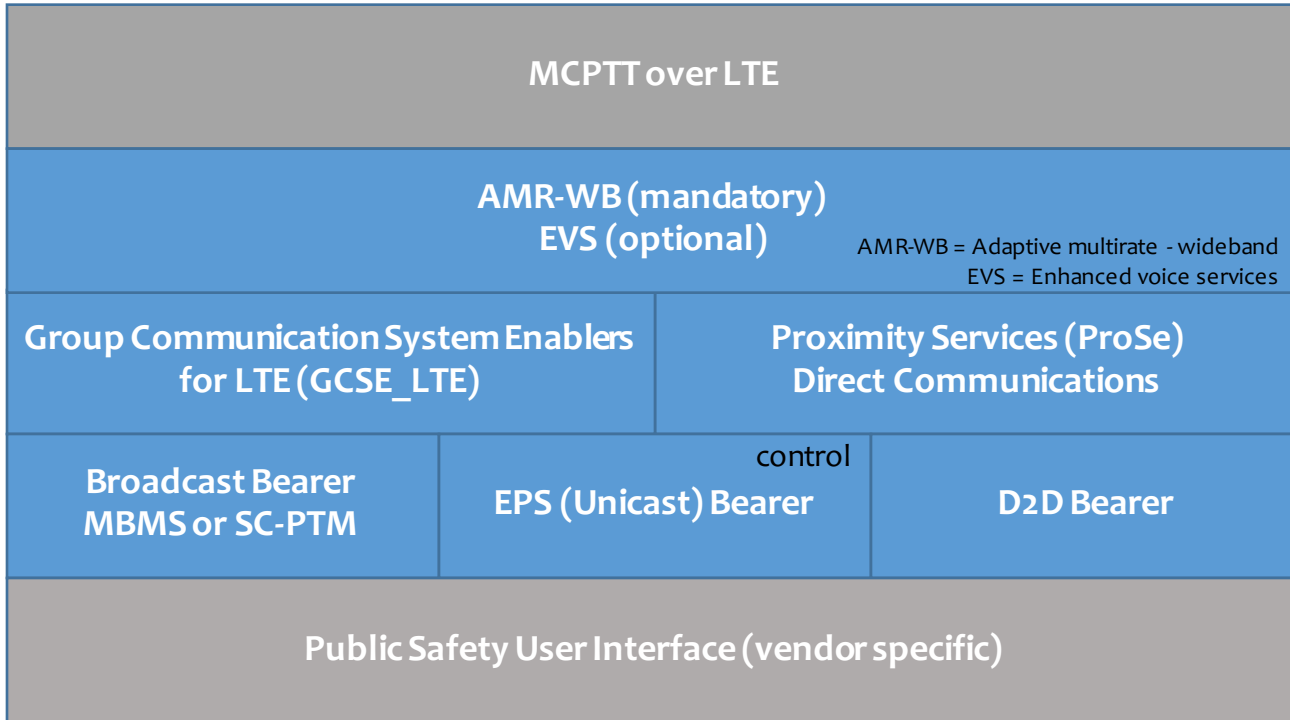 MCPTT over LTE
AMR-WB (mandatory)
EVS (optional)
AMR-WB = Adaptive multirate - wideband
EVS = Enhanced voice services
Group Communication System Enablers
for LTE (GCSE_LTE)
Proximity Services (ProSe)
Direct Communications
Broadcast Bearer
MBMS or SC-PTM
control
EPS (Unicast) Bearer
D2D Bearer
Public Safety User Interface (vendor specific)